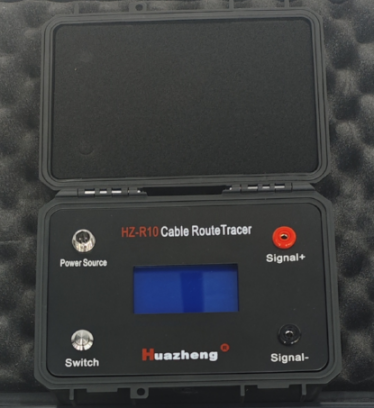 HZ-R10 Cable RouteTracer
Power Source
Signal+
Switch
Huazheng
Signal-